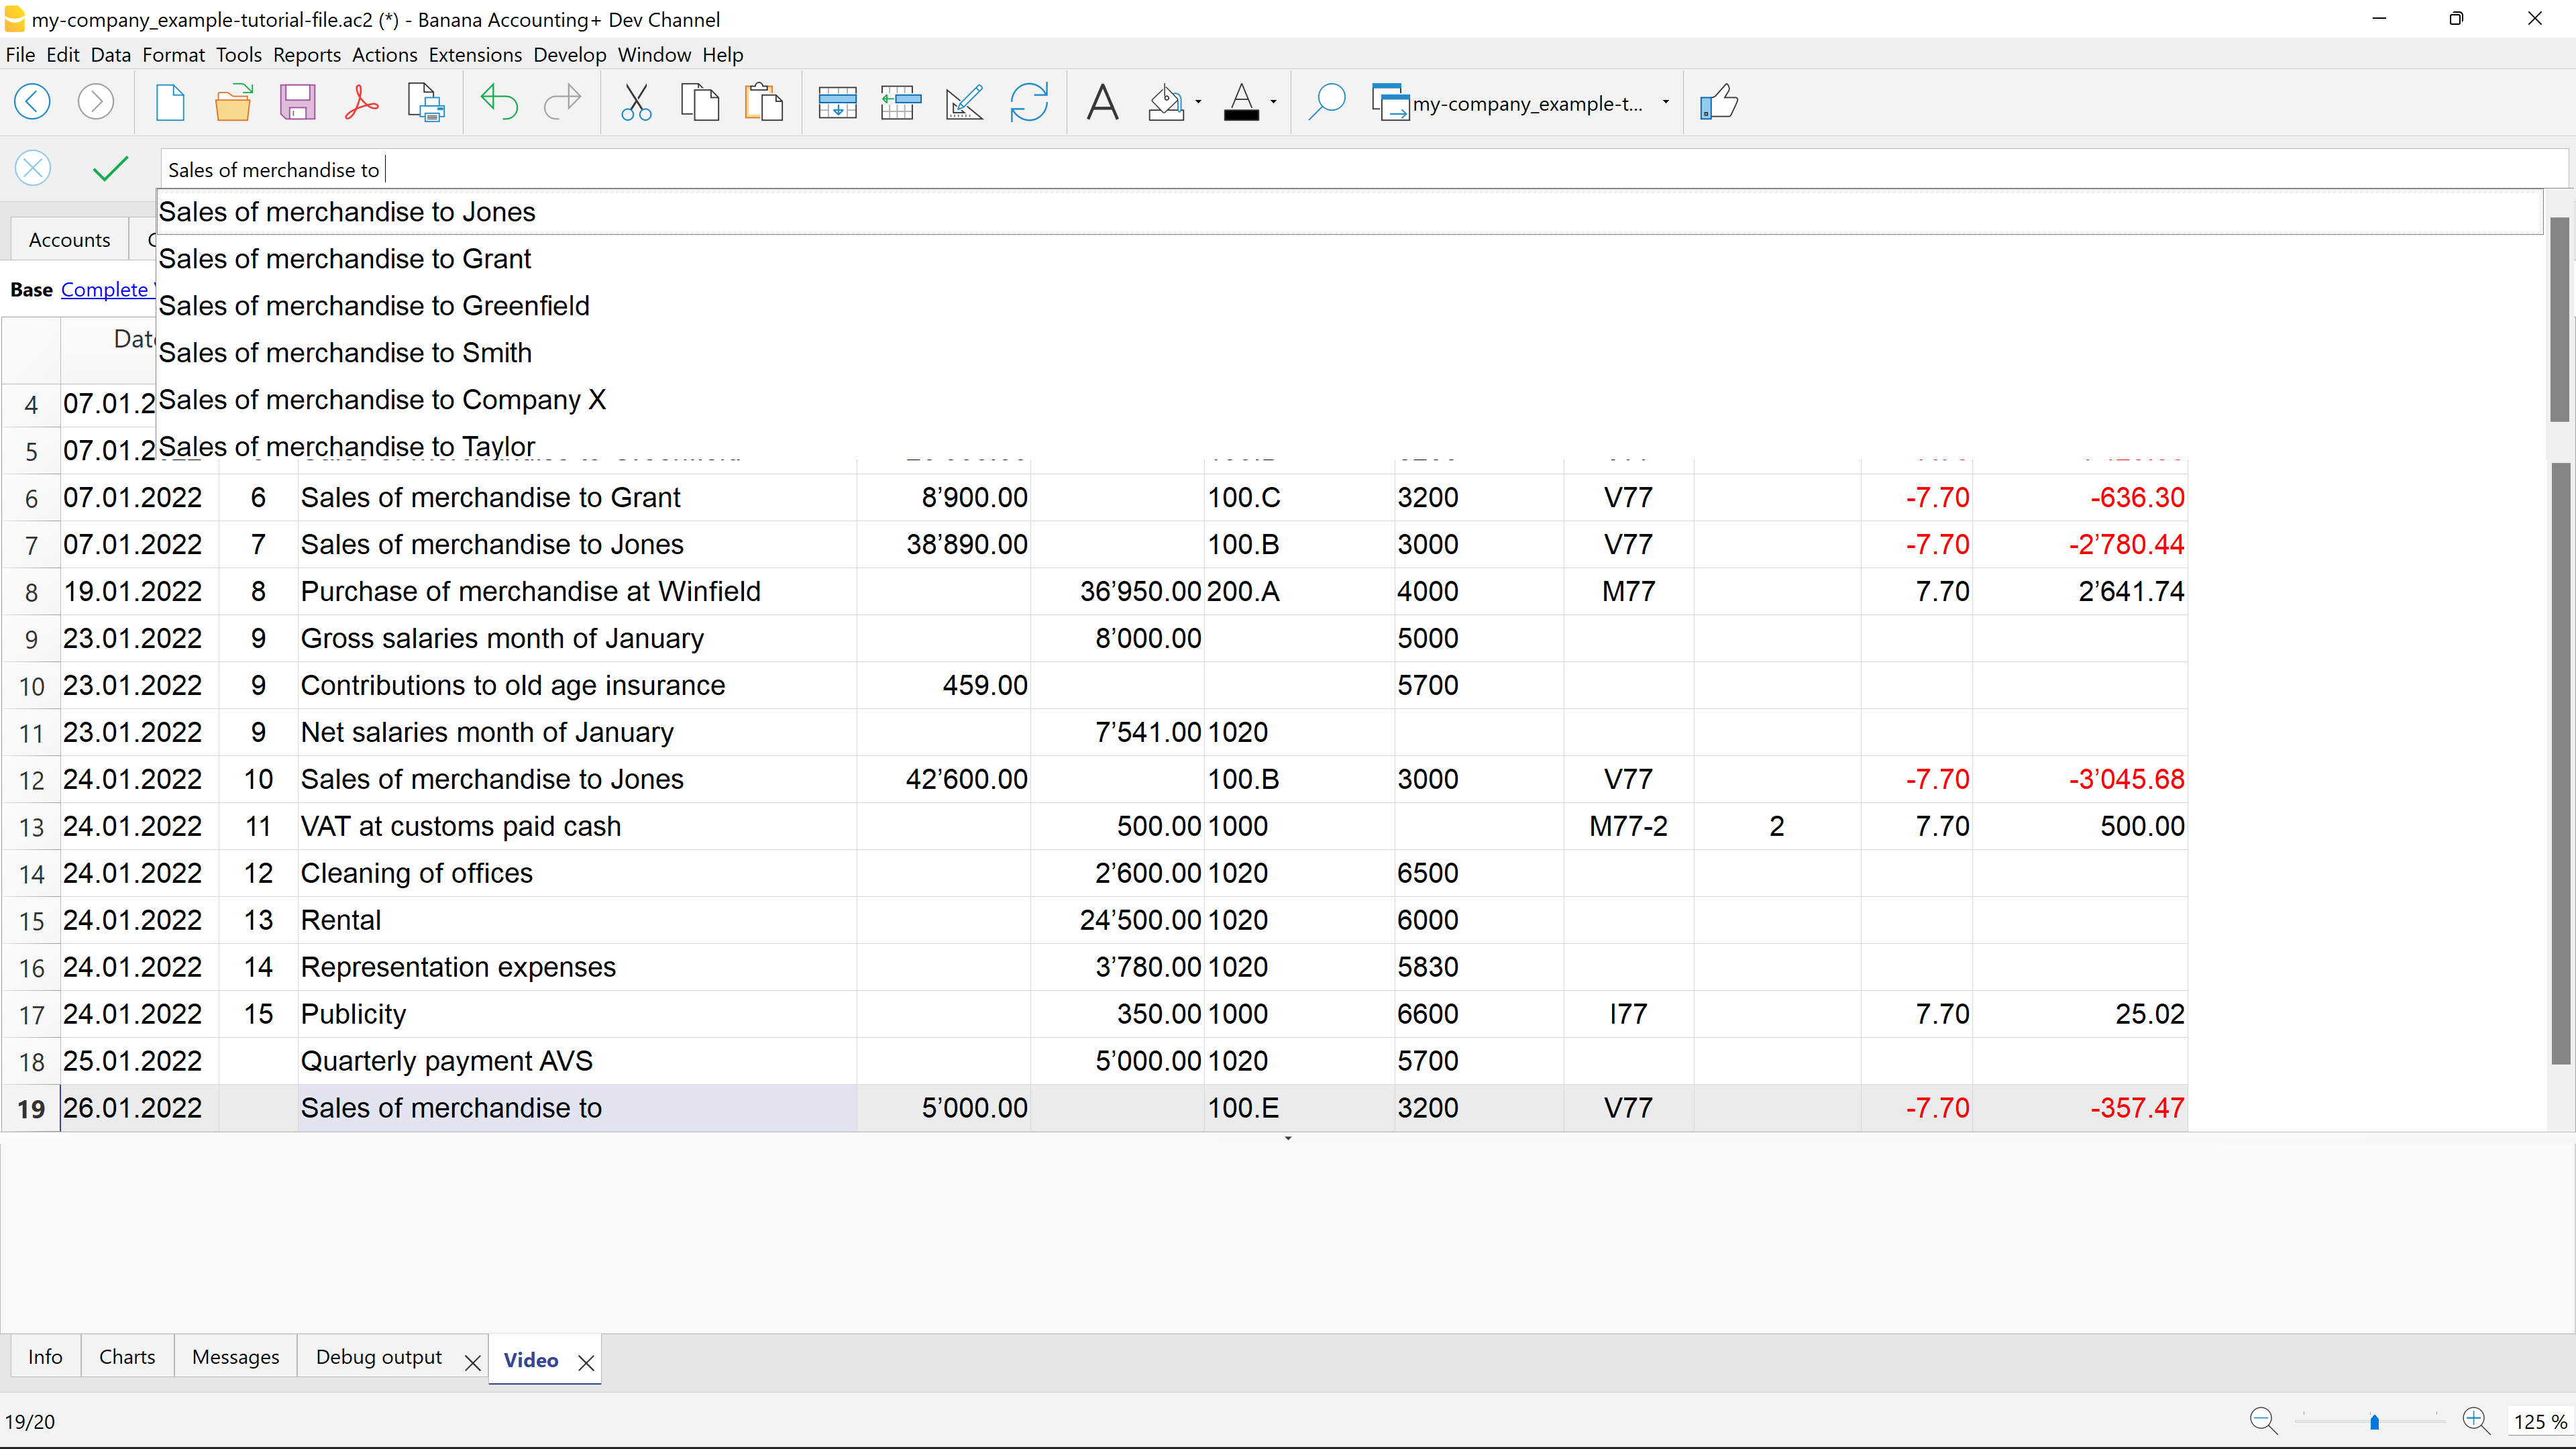 my-company_example-tutorial-file.ac2 (*) - Banana Accounting+ Dev Channel
File Edit Data Format Tools Reports Actions Extensions Develop Window Help
my-company_example-t...
Sales of merchandise to
Sales of merchandise to Jones
Accounts
Sales of merchandise to Grant
Base Complete
Sales of merchandise to Greenfield
Sales of merchandise to Smith
4 07.01.2 Sales of merchandise to Company X
5 07.01.2 Sales of merchandise to Taylor
6 07.01.2022 6 Sales of merchandise to Grant 8’900.00 100.C 3200 V77 -7.70 -636.30
7 07.01.2022 7 Sales of merchandise to Jones 38’890.00 100.B 3000 V77 -7.70 -2’780.44
8 19.01.2022 8 Purchase of merchandise at Winfield 36’950.00 200.A 4000 M77 7.70 2’641.74
9 23.01.2022 9 Gross salaries month of January 8’000.00 5000
10 23.01.2022 9 Contributions to old age insurance 459.00 5700
11 23.01.2022 9 Net salaries month of January 7’541.00 1020
12 24.01.2022 10 Sales of merchandise to Jones 42’600.00 100.B 3000 V77 -7.70 -3’045.68
13 24.01.2022 11 VAT at customs paid cash 500.00 1000 M77-2 2 7.70 500.00
14 24.01.2022 12 Cleaning of offices 2’600.00 1020 6500
15 24.01.2022 13 Rental 24’500.00 1020 6000
16 24.01.2022 14 Representation expenses 3’780.00 1020 5830
17 24.01.2022 15 Publicity 350.00 1000 6600 I77 7.70 25.02
18 25.01.2022 Quarterly payment AVS 5’000.00 1020 5700
19 26.01.2022 Sales of merchandise to 5’000.00 100.E 3200 V77 -7.70 -357.47
Info Charts Messages Debug output Video
19/20 125 %